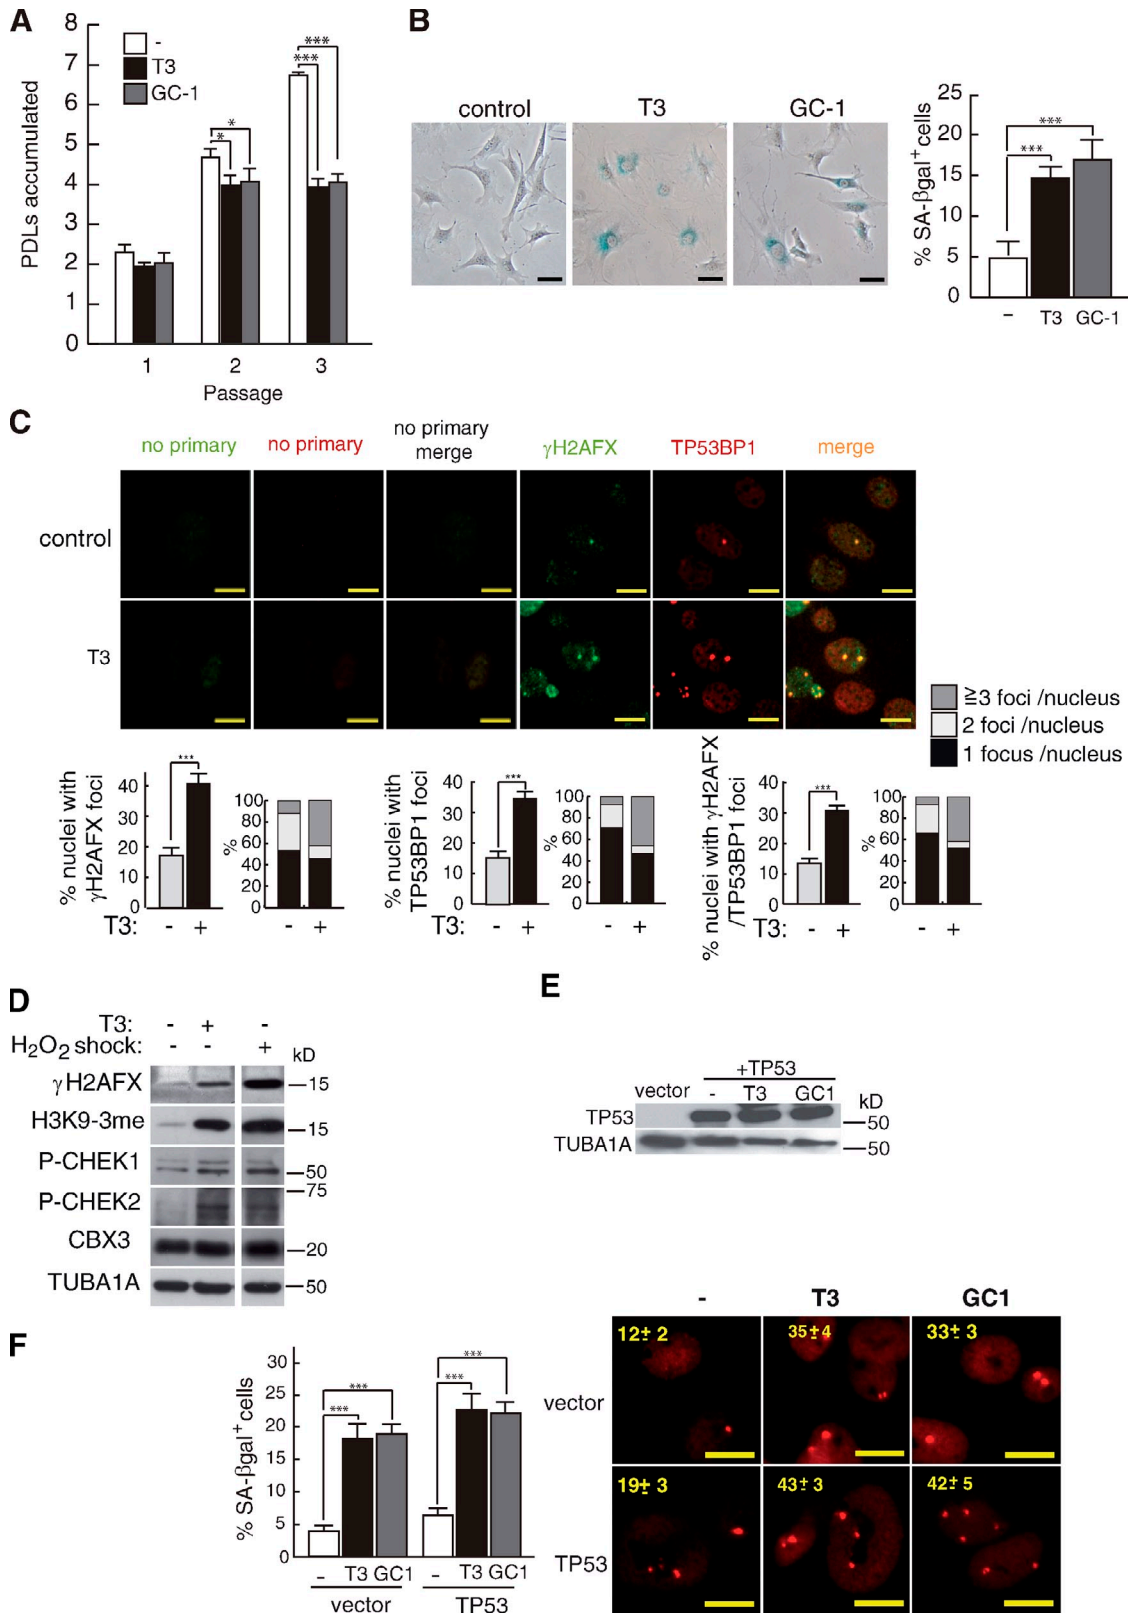 A
8
7
6
5
4
3
2
1
0
PDLs accumulated
-
T3
GC-1
*
*
***
***
1 2 3
Passage
B
control T3 GC-1
25
20
15
10
5
0
% SA-βgal+ cells
***
***
– T3 GC-1
C
no primary no primary no primary merge γH2AFX TP53BP1 merge
control
T3
≧3 foci /nucleus
2 foci /nucleus
1 focus /nucleus
% nuclei with γH2AFX foci
40
30
20
10
0
***
%
100
80
60
40
20
0
T3: - + - +
% nuclei with TP53BP1 foci
40
30
20
10
0
***
%
100
80
60
40
20
0
T3: - + - +
% nuclei with γH2AFX /TP53BP1 foci
40
30
20
10
0
***
100
80
60
40
20
0
%
T3: - + - +
D
T3: - + -
H2O2 shock: - - +
kD
γH2AFX 15
H3K9-3me 15
P-CHEK1 50
75
P-CHEK2
CBX3 20
TUBA1A 50
E
+TP53
vector - T3 GC1 kD
TP53 50
TUBA1A 50
F
30
25
20
15
10
5
0
% SA-βgal+ cells
***
***
***
***
– T3 GC1 – T3 GC1
vector TP53
- T3 GC1
vector
12± 2 35±4 33± 3
TP53
19± 3 43± 3 42± 5